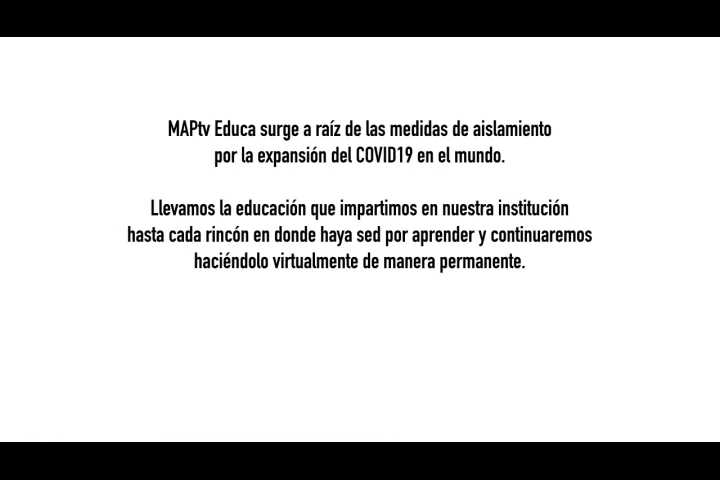 MAPtv Educa surge a raíz de las medidas de aislamiento
por la expansión del COVID19 en el mundo.
Llevamos la educación que impartimos en nuestra institución
hasta cada rincón en donde haya sed por aprender y continuaremos
haciéndolo virtualmente de manera permanente.